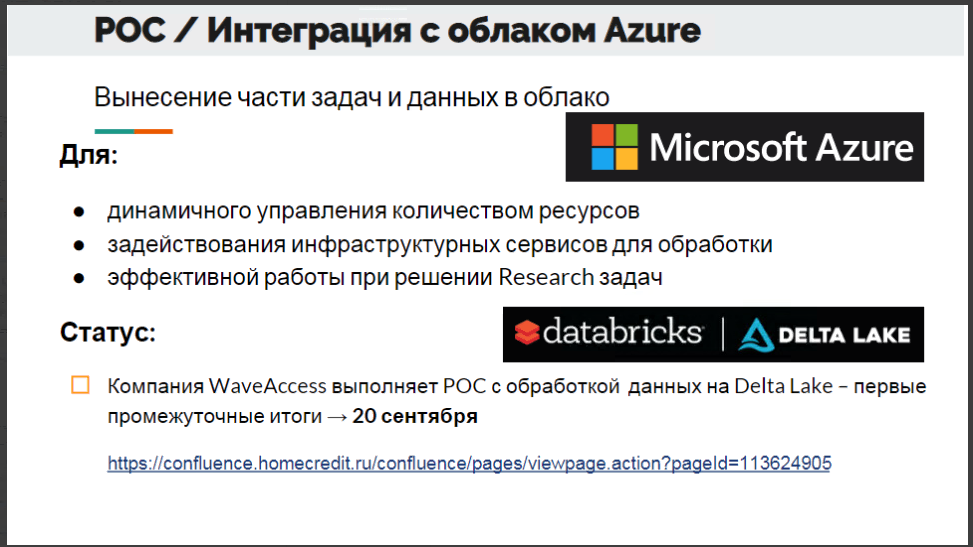 POC / Интеграция с облаком Azure
Вынесение части задач и данных в облако
Microsoft Azure
Для:
● динамичного управления количеством ресурсов
● задействования инфраструктурных сервисов для обработки
● эффективной работы при решении Research задач
databricks | DELTA LAKE
Статус:
Компания WaveAccess выполняет POC с обработкой данных на Delta Lake – первые
промежуточные итоги → 20 сентября
https://confluence.homecredit.ru/confluence/pages/viewpage.action?pageId=113624905